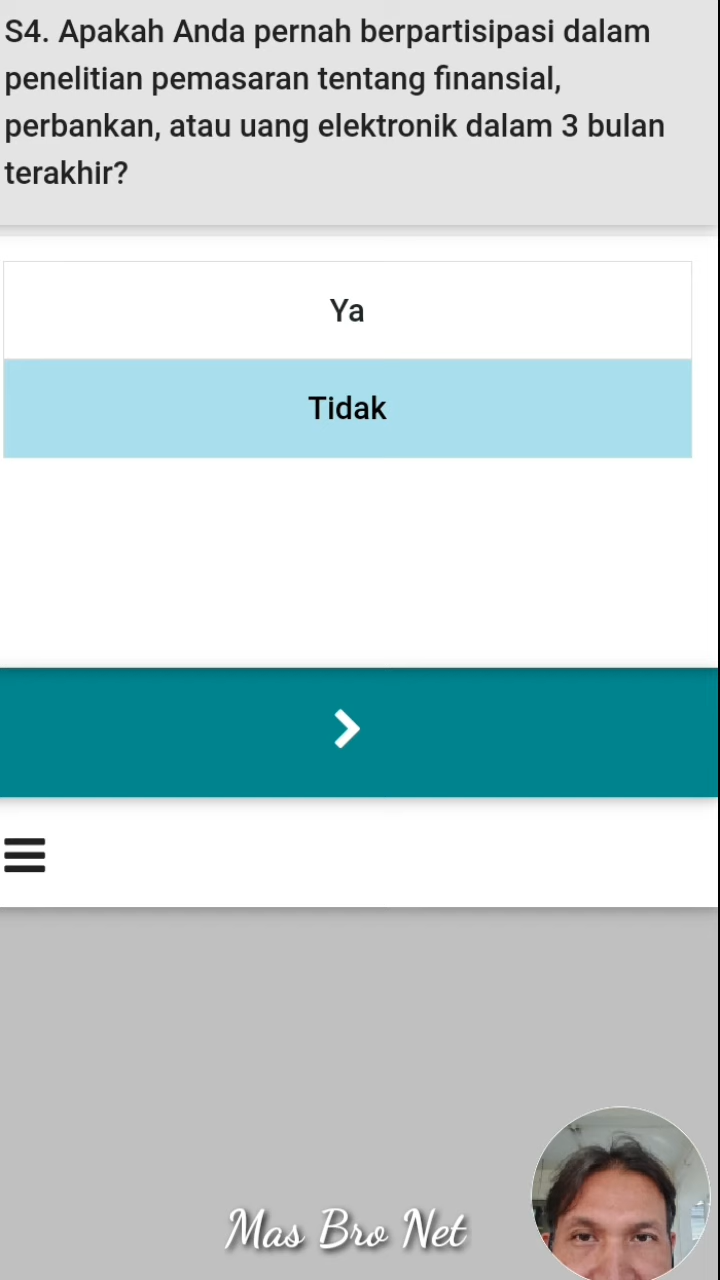 S4. Apakah Anda pernah berpartisipasi dalam
penelitian pemasaran tentang finansial,
perbankan, atau uang elektronik dalam 3 bulan
terakhir?
Ya
Tidak
Mas Bro Net